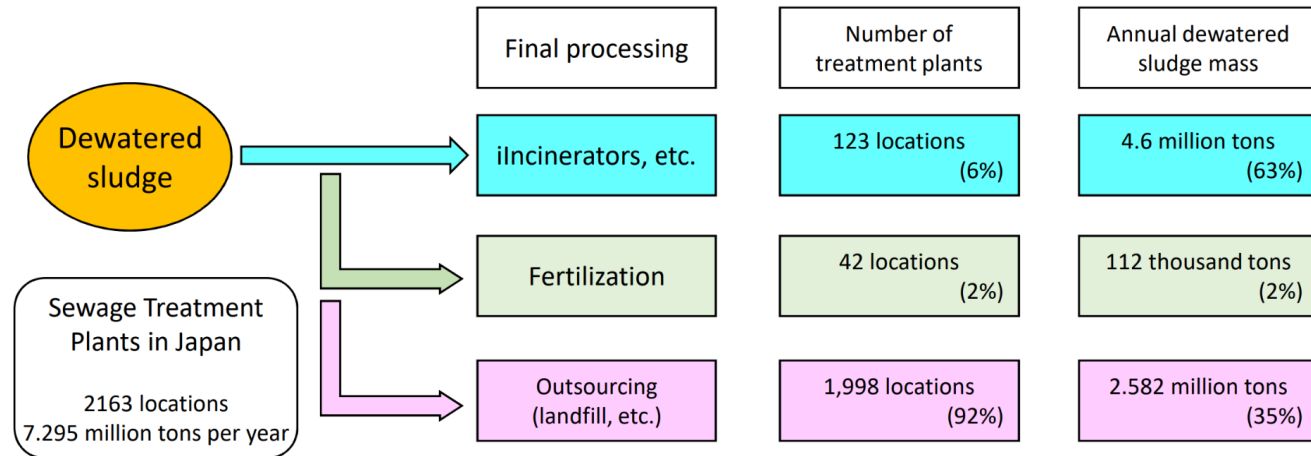 Final processing
Number of
treatment plants
Annual dewatered
sludge mass
Dewatered
sludge
iIncinerators, etc.
123 locations
(6%)
4.6 million tons
(63%)
Fertilization
42 locations
(2%)
112 thousand tons
(2%)
Sewage Treatment
Plants in Japan
2163 locations
7.295 million tons per year
Outsourcing
(landfill, etc.)
1,998 locations
(92%)
2.582 million tons
(35%)